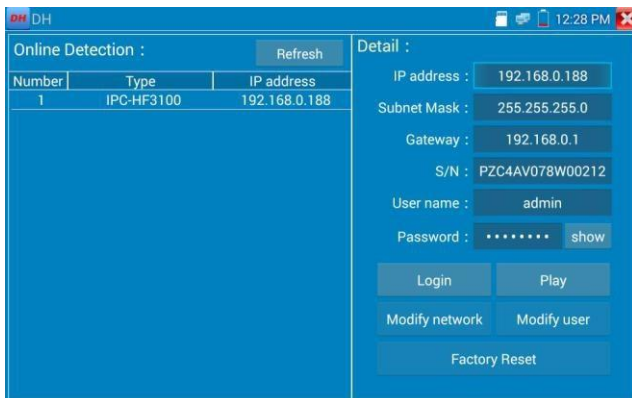 DH DH 12:28 PM
Online Detection : Refresh
Number Type IP address
1 IPC-HF3100 192.168.0.188
Detail :
IP address : 192.168.0.188
Subnet Mask : 255.255.255.0
Gateway : 192.168.0.1
S/N : PZC4AV078W00212
User name : admin
Password : •••••••• show
Login Play
Modify network Modify user
Factory Reset